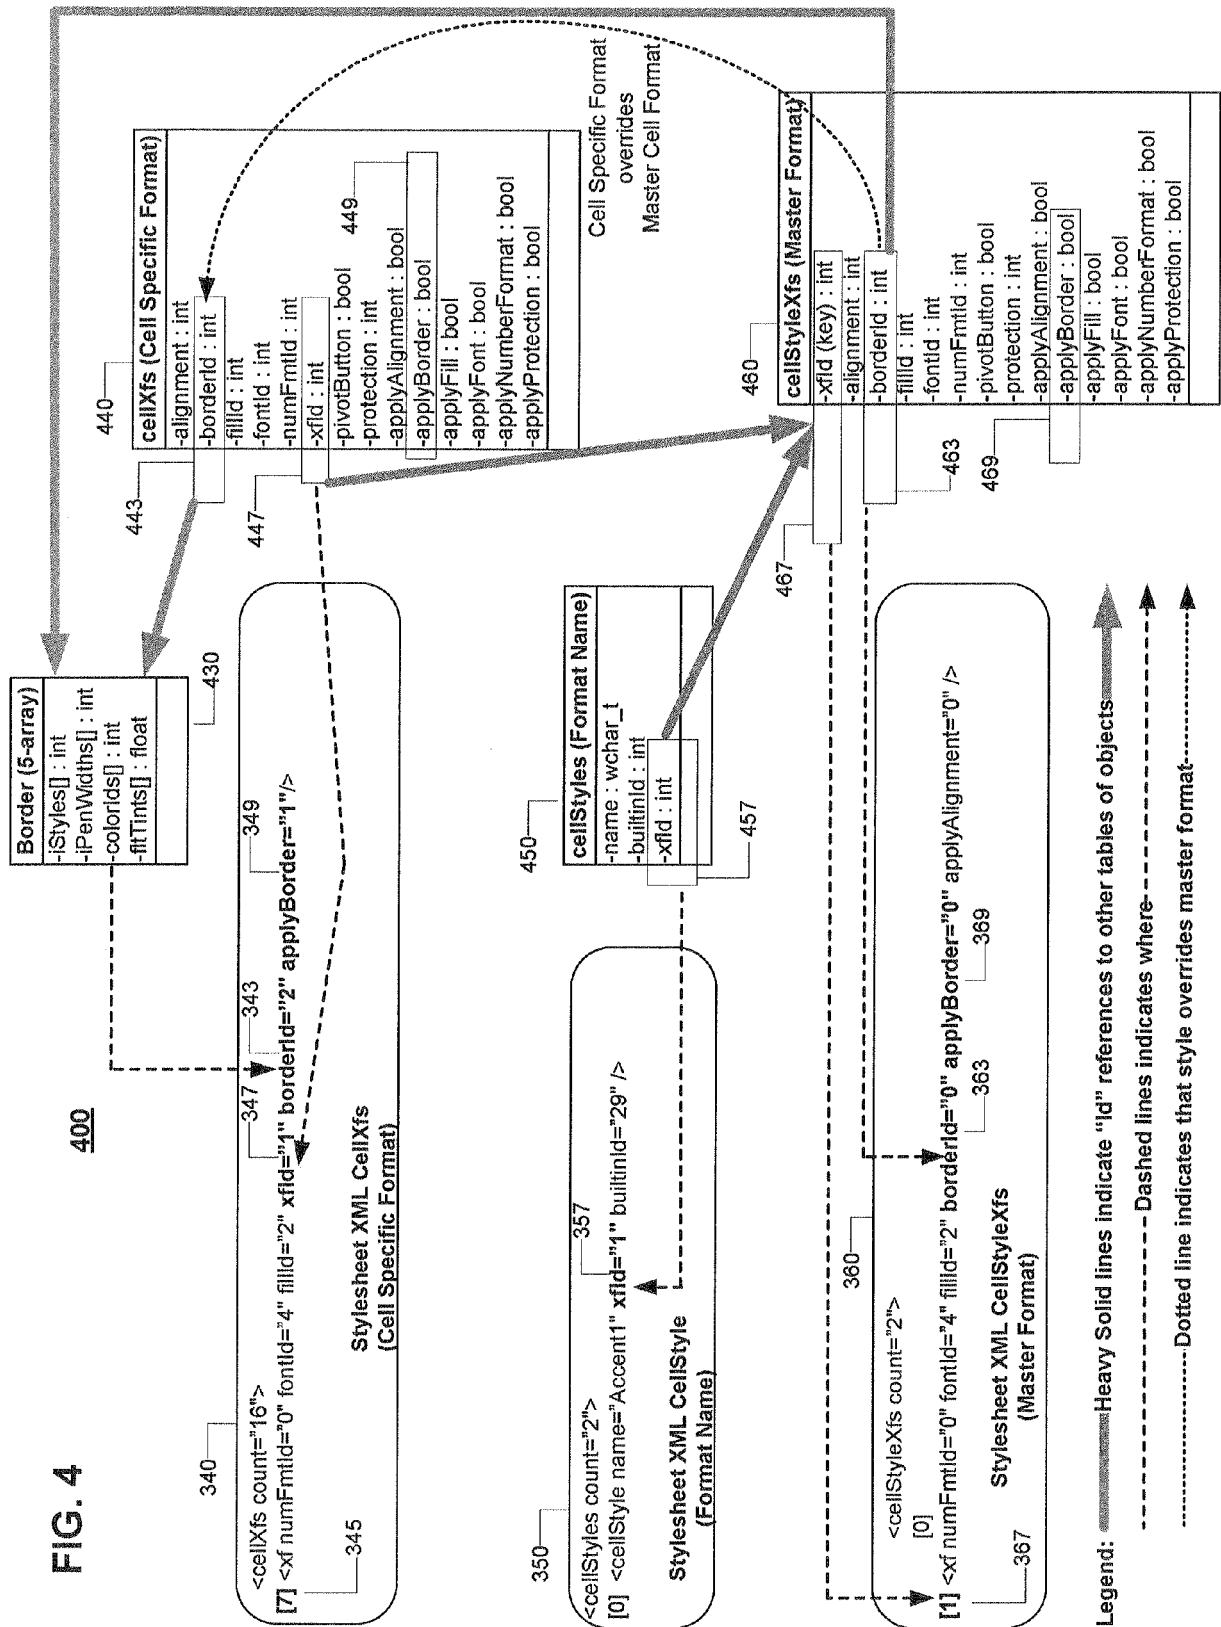 FIG. 4
400
Border (5-array)
-iStyles[] : int
-iPenWidths[] : int
-colorIds[] : int
-fltTints[] : float
430
440
cellXfs (Cell Specific Format)
-alignment : int
-borderId : int
-fillId : int
-fontId : int
-numFmtId : int
-xfId : int
-pivotButton : bool
-protection : int
-applyAlignment : bool
-applyBorder : bool
-applyFill : bool
-applyFont : bool
-applyNumberFormat : bool
-applyProtection : bool
443
447
449
Cell Specific Format
overrides
Master Cell Format
340
<cellXfs count="16">
[7] <xf numFmtId="0" fontId="4" fillId="2" xfId="1" borderId="2" applyBorder="1"/>
345
347
343
349
Stylesheet XML CellXfs
(Cell Specific Format)
450
cellStyles (Format Name)
-name : wchar_t
-builtinId : int
-xfId : int
457
350
<cellStyles count="2">
[0] <cellStyle name="Accent1" xfId="1" builtinId="29" />
357
Stylesheet XML CellStyle
(Format Name)
460
cellStyleXfs (Master Format)
-xfId (key) : int
-alignment : int
-borderId : int
-fillId : int
-fontId : int
-numFmtId : int
-pivotButton : bool
-protection : int
-applyAlignment : bool
-applyBorder : bool
-applyFill : bool
-applyFont : bool
-applyNumberFormat : bool
-applyProtection : bool
467
463
469
360
<cellStyleXfs count="2">
[0]
[1] <xf numFmtId="0" fontId="4" fillId="2" borderId="0" applyBorder="0" applyAlignment="0" />
367
363
369
Stylesheet XML CellStyleXfs
(Master Format)
Legend:
Heavy Solid lines indicate "Id" references to other tables of objects
Dashed lines indicates where
Dotted line indicates that style overrides master format